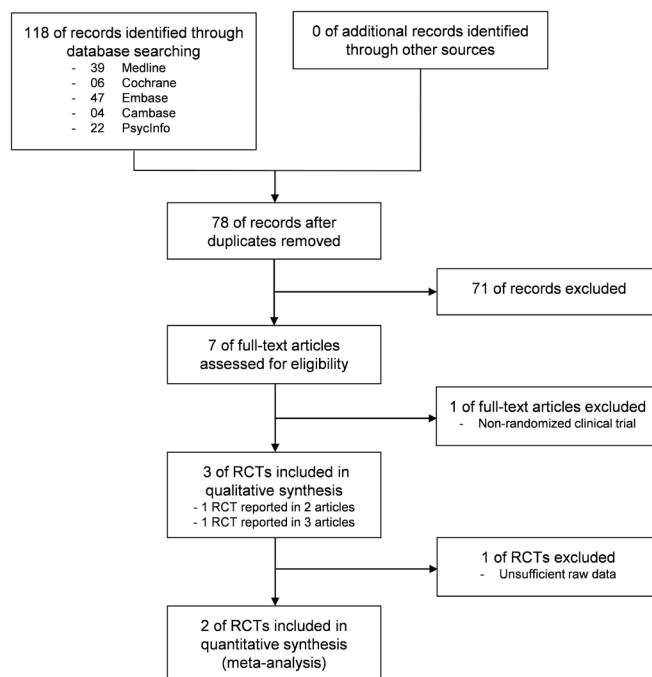 118 of records identified through
database searching
- 39 Medline
- 06 Cochrane
- 47 Embase
- 04 Cambase
- 22 PsycInfo
0 of additional records identified
through other sources
78 of records after
duplicates removed
71 of records excluded
7 of full-text articles
assessed for eligibility
1 of full-text articles excluded
- Non-randomized clinical trial
3 of RCTs included in
qualitative synthesis
- 1 RCT reported in 2 articles
- 1 RCT reported in 3 articles
1 of RCTs excluded
- Unsufficient raw data
2 of RCTs included in
quantitative synthesis
(meta-analysis)